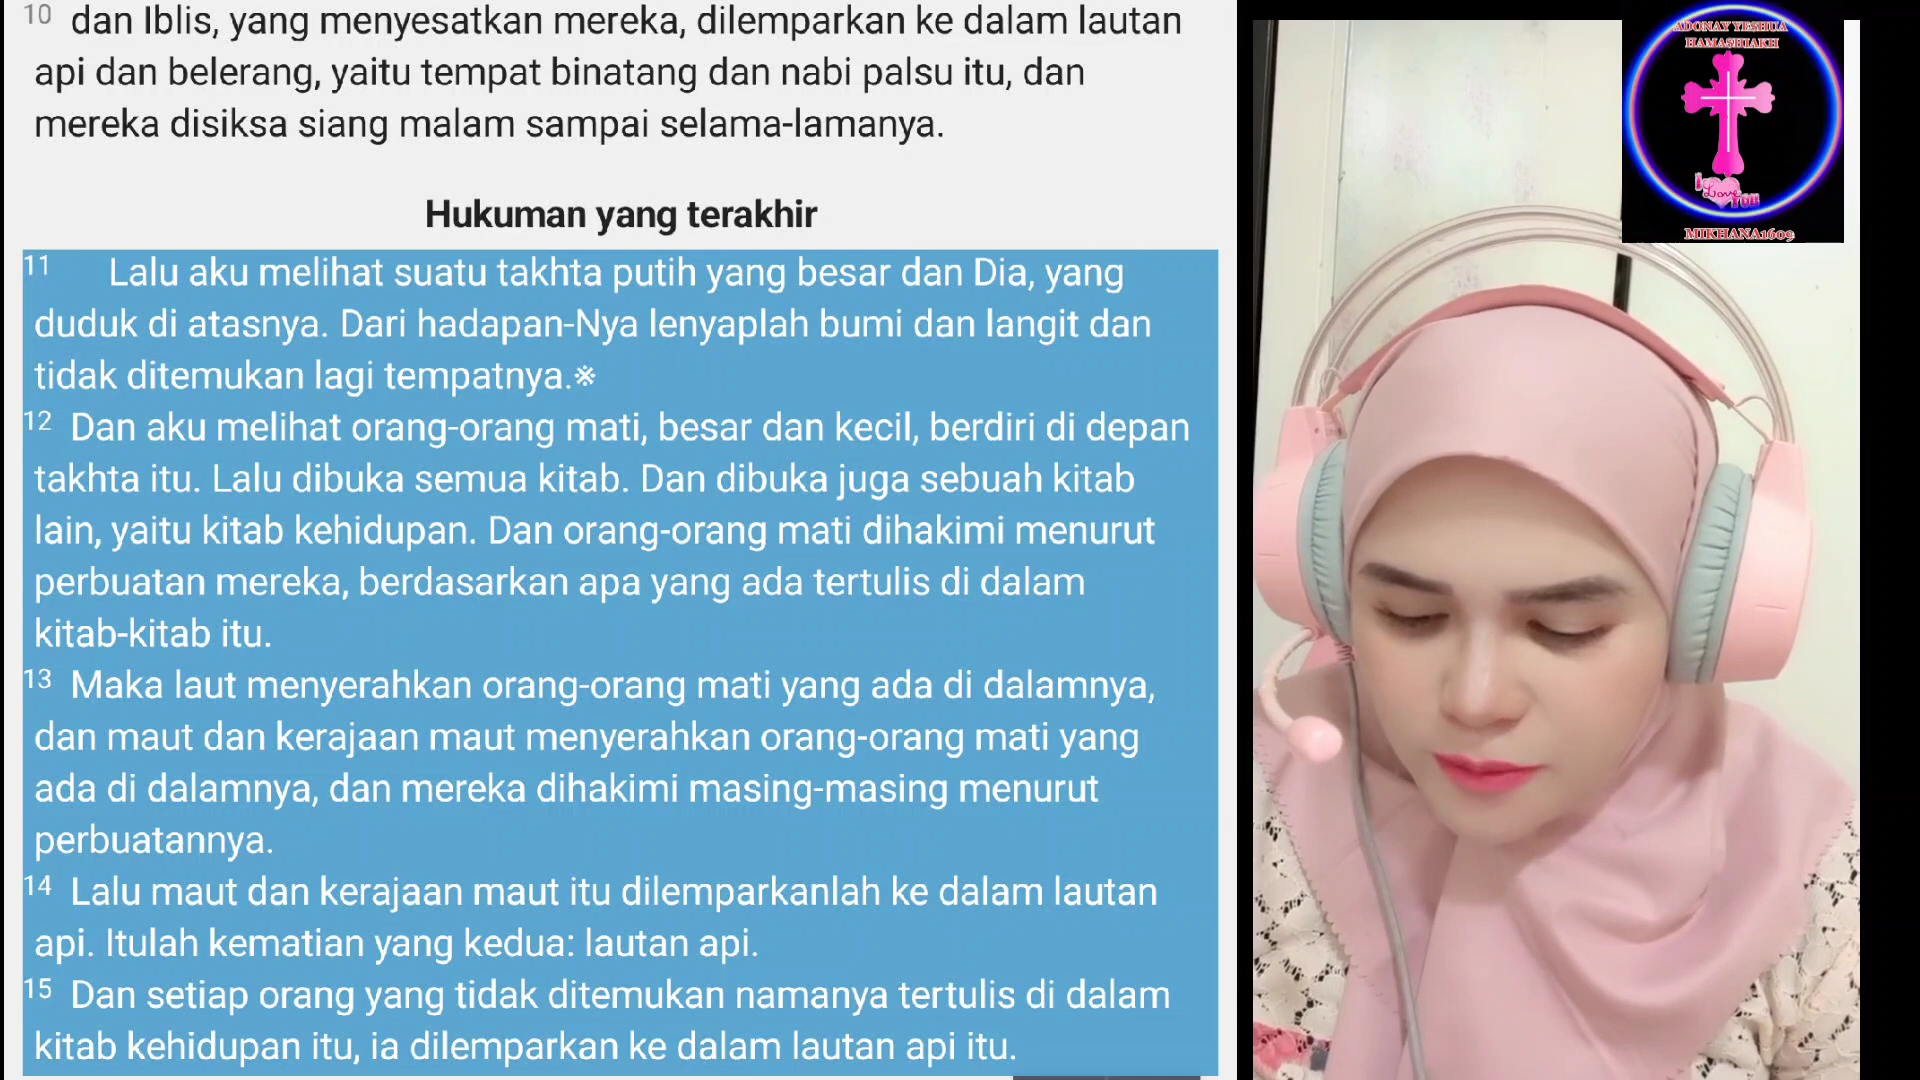 10 dan Iblis, yang menyesatkan mereka, dilemparkan ke dalam lautan
api dan belerang, yaitu tempat binatang dan nabi palsu itu, dan
mereka disiksa siang malam sampai selama-lamanya.
Hukuman yang terakhir
11 Lalu aku melihat suatu takhta putih yang besar dan Dia, yang
duduk di atasnya. Dari hadapan-Nya lenyaplah bumi dan langit dan
tidak ditemukan lagi tempatnya.※
12 Dan aku melihat orang-orang mati, besar dan kecil, berdiri di depan
takhta itu. Lalu dibuka semua kitab. Dan dibuka juga sebuah kitab
lain, yaitu kitab kehidupan. Dan orang-orang mati dihakimi menurut
perbuatan mereka, berdasarkan apa yang ada tertulis di dalam
kitab-kitab itu.
13 Maka laut menyerahkan orang-orang mati yang ada di dalamnya,
dan maut dan kerajaan maut menyerahkan orang-orang mati yang
ada di dalamnya, dan mereka dihakimi masing-masing menurut
perbuatannya.
14 Lalu maut dan kerajaan maut itu dilemparkanlah ke dalam lautan
api. Itulah kematian yang kedua: lautan api.
15 Dan setiap orang yang tidak ditemukan namanya tertulis di dalam
kitab kehidupan itu, ia dilemparkan ke dalam lautan api itu.
ADONAY YESHUA
HAMASHIAKH
I Love You
MIKHANA1609